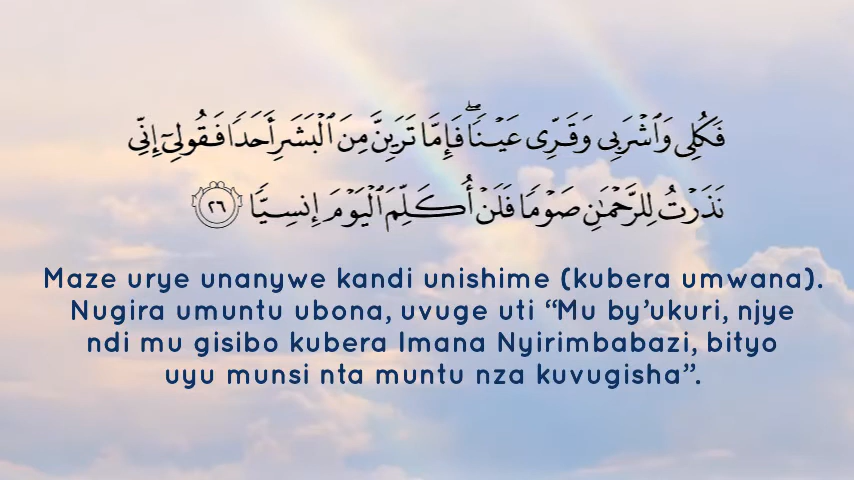 فَكُلِى وَٱشْرَبِى وَقَرِّى عَيْنًاۖ فَإِمَّا تَرَيِنَّ مِنَ ٱلْبَشَرِ أَحَدًا فَقُولِىٓ إِنِّى
نَذَرْتُ لِلرَّحْمَٰنِ صَوْمًا فَلَنْ أُكَلِّمَ ٱلْيَوْمَ إِنسِيًّا ٢٦
Maze urye unanywe kandi unishime (kubera umwana).
Nugira umuntu ubona, uvuge uti “Mu by’ukuri, njye
ndi mu gisibo kubera Imana Nyirimbabazi, bityo
uyu munsi nta muntu nza kuvugisha”.